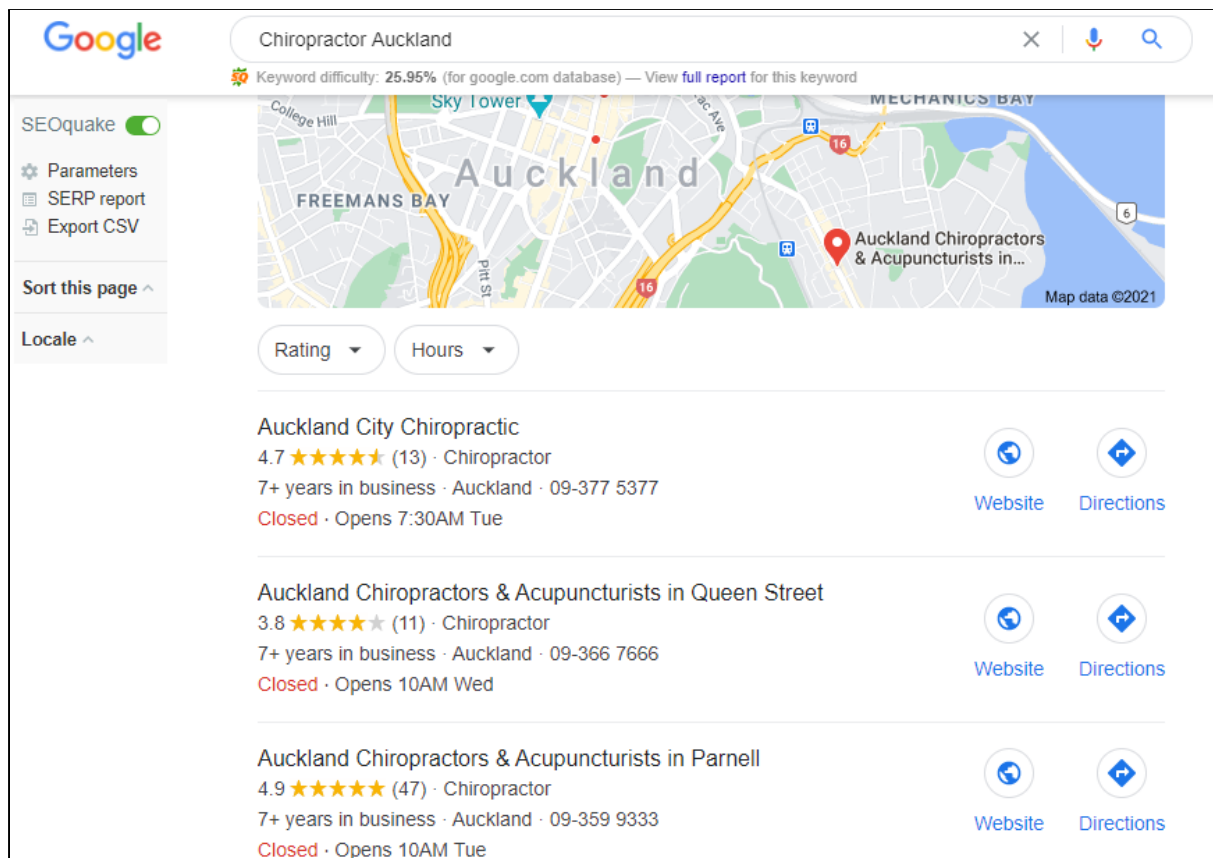 Google
Chiropractor Auckland
Keyword difficulty: 25.95% (for google.com database) — View full report for this keyword
SEOquake
Parameters
SERP report
Export CSV
Sort this page
Locale
College Hill
Sky Tower
MECHANICS BAY
16
Auckland
FREEMANS BAY
6
Auckland Chiropractors
& Acupuncturists in...
Pitt St
16
Map data ©2021
Rating
Hours
Auckland City Chiropractic
4.7 (13) · Chiropractor
7+ years in business · Auckland · 09-377 5377
Closed · Opens 7:30AM Tue
Website
Directions
Auckland Chiropractors & Acupuncturists in Queen Street
3.8 (11) · Chiropractor
7+ years in business · Auckland · 09-366 7666
Closed · Opens 10AM Wed
Website
Directions
Auckland Chiropractors & Acupuncturists in Parnell
4.9 (47) · Chiropractor
7+ years in business · Auckland · 09-359 9333
Closed · Opens 10AM Tue
Website
Directions